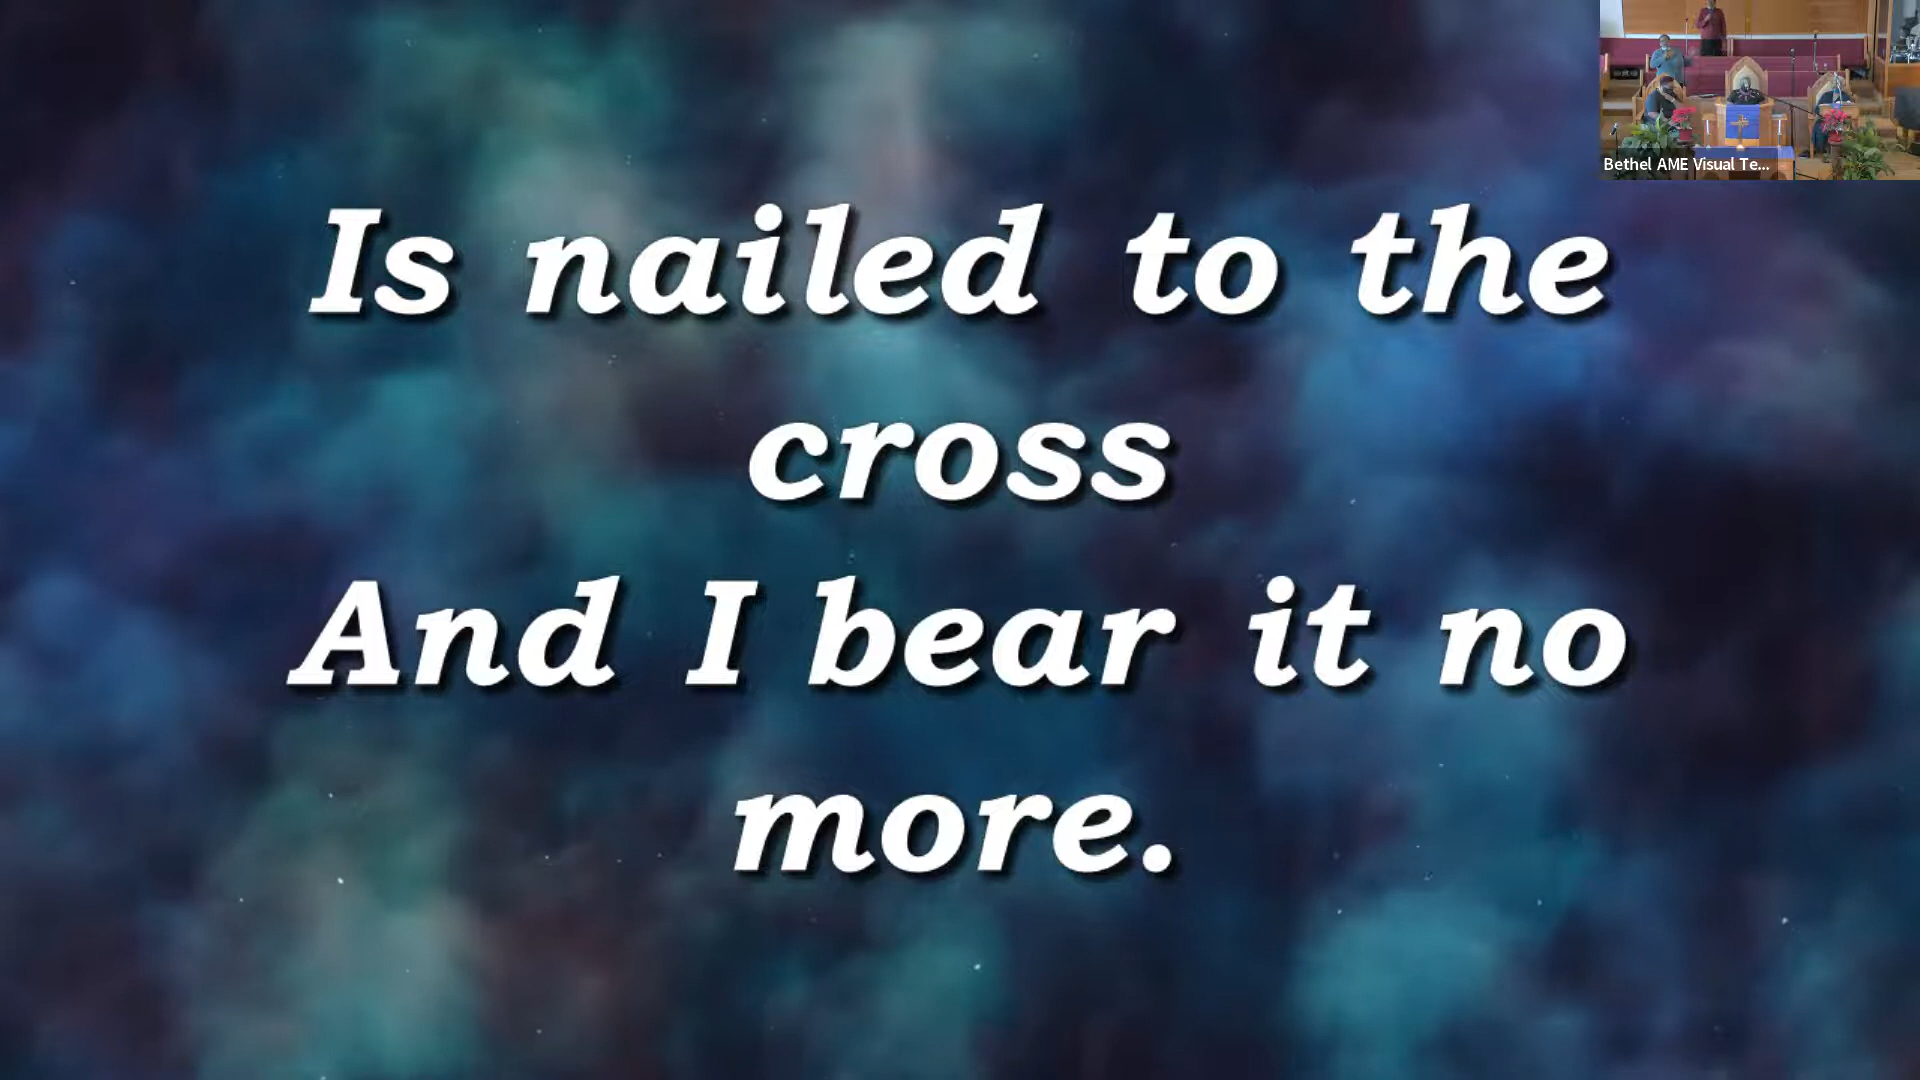 Bethel AME Visual Te...
Is nailed to the
cross
And I bear it no
more.